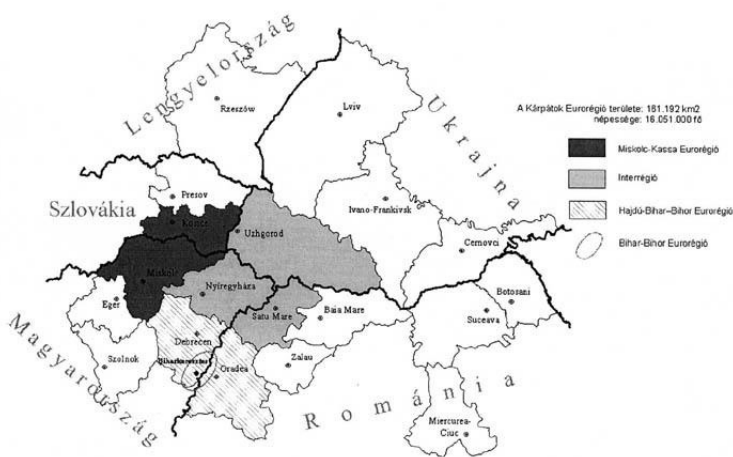 Lengyelország
Ukrajna
Szlovákia
Magyarország
Románia
Rzeszów
Lviv
Presov
Kosice
Uzhgorod
Ivano-Frankivsk
Cernovci
Miskolc
Nyíregyháza
Eger
Satu Mare
Baia Mare
Botosani
Suceava
Debrecen
Szolnok
Oradea
Zalau
Miercurea-
Ciuc
A Kárpátok Eurorégió területe: 161.192 km2
népessége: 16.051.000 fő
Miskolc-Kassa Eurorégió
Interrégió
Hajdú-Bihar–Bihor Eurorégió
Bihar-Bihor Eurorégió